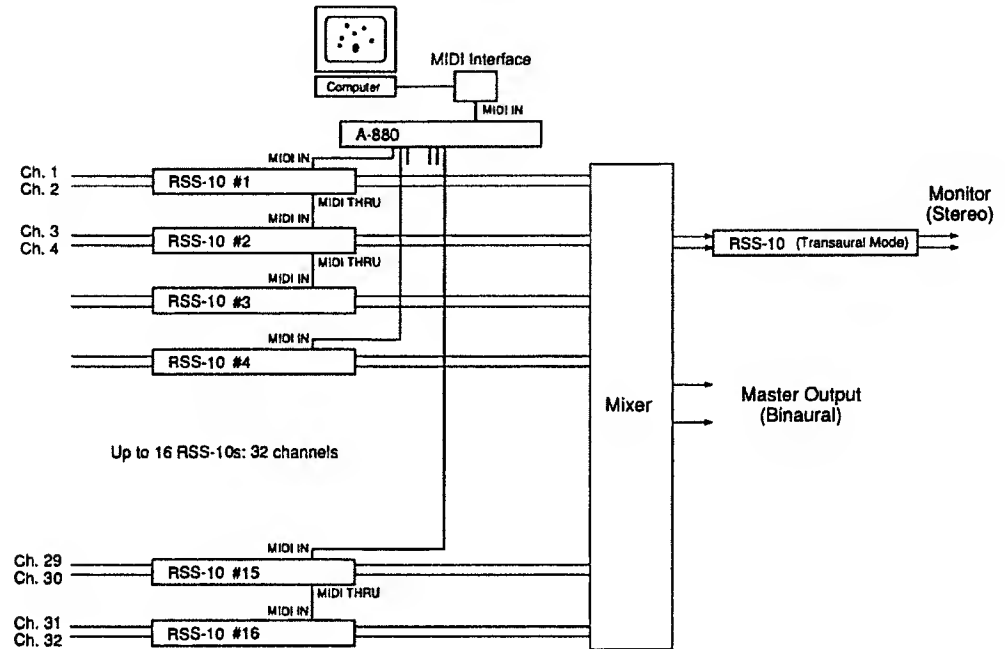 MIDI Interface
Computer
MIDI IN
A-880
MIDI IN
Ch. 1
Ch. 2
RSS-10 #1
MIDI THRU
MIDI IN
Ch. 3
Ch. 4
RSS-10 #2
MIDI THRU
MIDI IN
RSS-10 #3
MIDI IN
RSS-10 #4
Monitor
(Stereo)
RSS-10 (Transaural Mode)
Mixer
Master Output
(Binaural)
Up to 16 RSS-10s: 32 channels
MIDI IN
Ch. 29
Ch. 30
RSS-10 #15
MIDI THRU
MIDI IN
Ch. 31
Ch. 32
RSS-10 #16